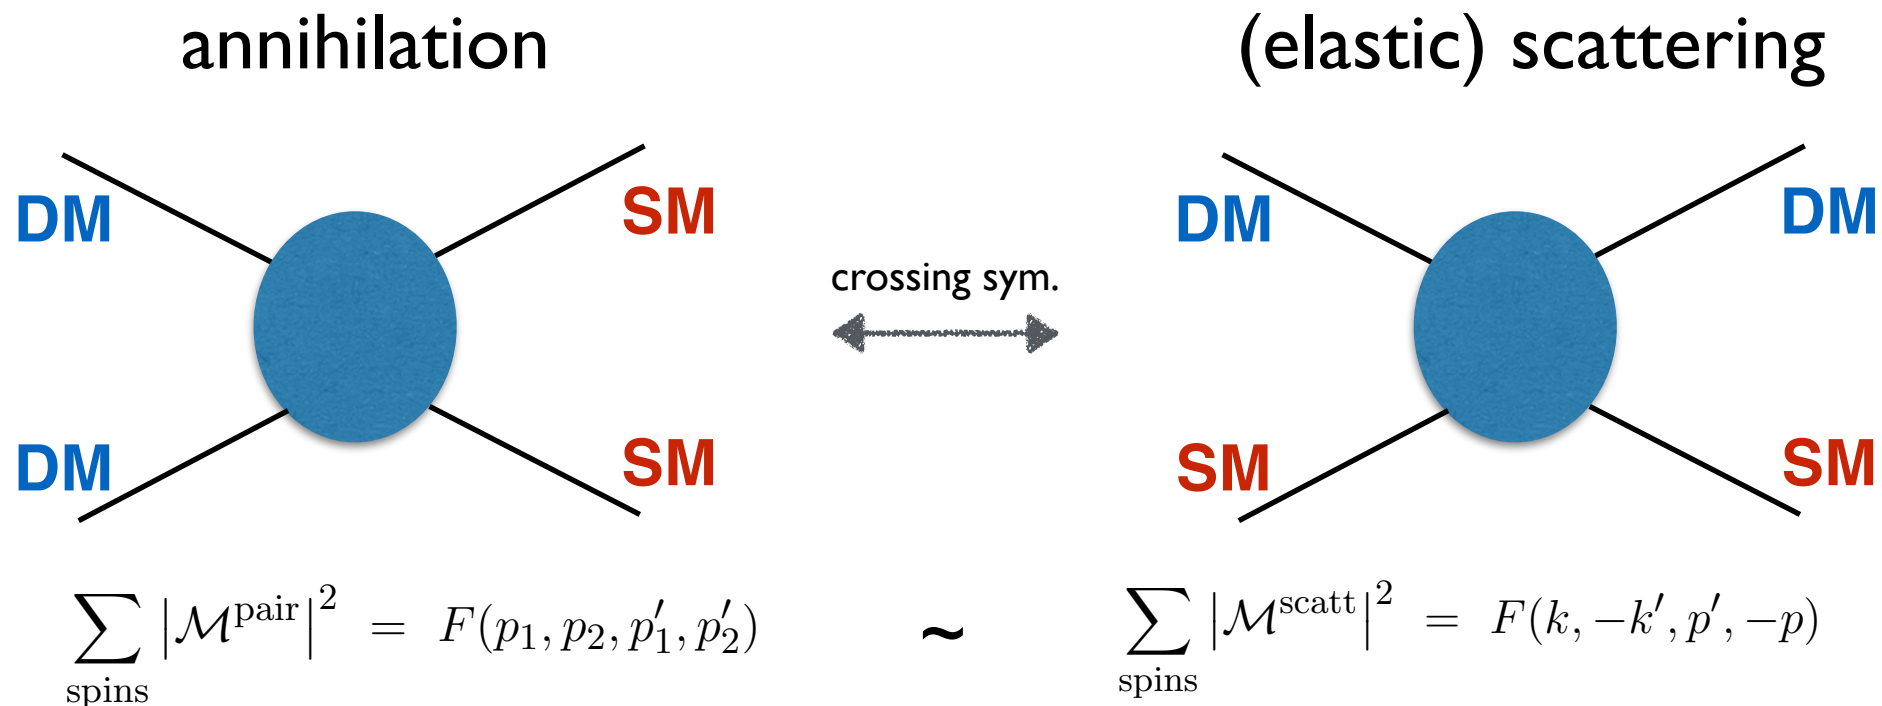 annihilation
(elastic) scattering
DM
SM
DM
DM
crossing sym.
DM
SM
SM
SM
∑ |ℳ^pair|² = F(p₁, p₂, p′₁, p′₂)
spins
~
∑ |ℳ^scatt|² = F(k, −k′, p′, −p)
spins